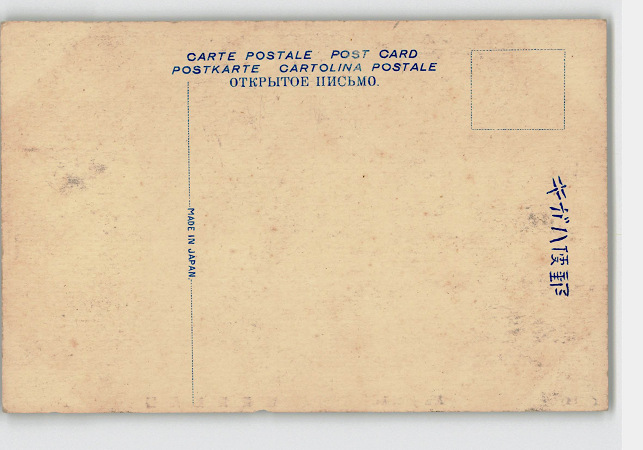 CARTE POSTALE POST CARD
POSTKARTE CARTOLINA POSTALE
ОТКРЫТОЕ ПИСЬМО.
MADE IN JAPAN.
キガハ便郵